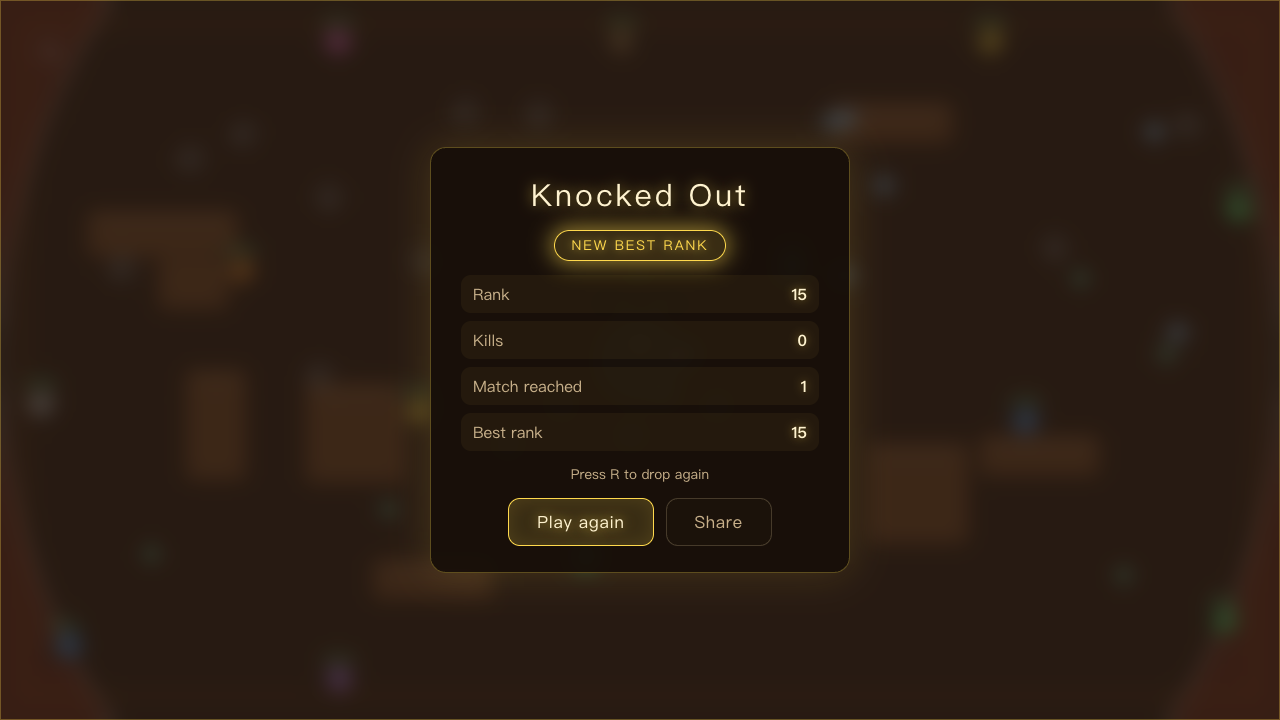 Knocked Out
NEW BEST RANK
Rank 15
Kills 0
Match reached 1
Best rank 15
Press R to drop again
Play again Share